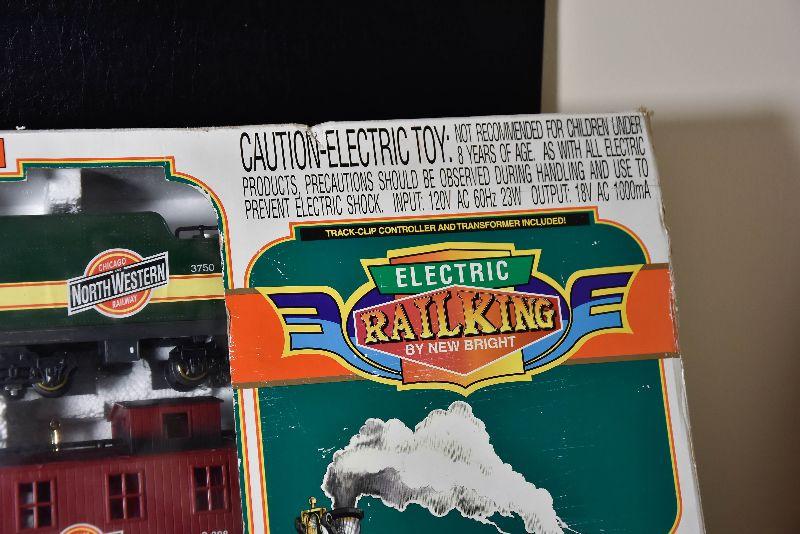 CAUTION-ELECTRIC TOY: NOT RECOMMENDED FOR CHILDREN UNDER
8 YEARS OF AGE. AS WITH ALL ELECTRIC
PRODUCTS, PRECAUTIONS SHOULD BE OBSERVED DURING HANDLING AND USE TO
PREVENT ELECTRIC SHOCK. INPUT: 120V AC 60Hz 23W OUTPUT: 18V AC 1000mA
TRACK-CLIP CONTROLLER AND TRANSFORMER INCLUDED!
ELECTRIC
RAILKING
BY NEW BRIGHT
CHICAGO
THE
NORTH WESTERN
RAILWAY
3750